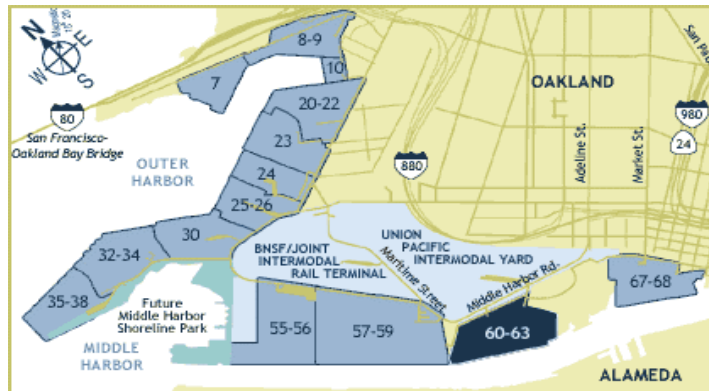 N
E
W
S
Magnetic
15° 20'
8-9
7
10
OAKLAND
20-22
80
San Francisco-
Oakland Bay Bridge
23
OUTER
HARBOR
24
25-26
880
Adeline St.
Market St.
980
24
30
32-34
35-38
BNSF/JOINT
INTERMODAL
RAIL TERMINAL
UNION
PACIFIC
INTERMODAL YARD
Maritime Street
Middle Harbor Rd.
67-68
Future
Middle Harbor
Shoreline Park
MIDDLE
HARBOR
55-56
57-59
60-63
ALAMEDA